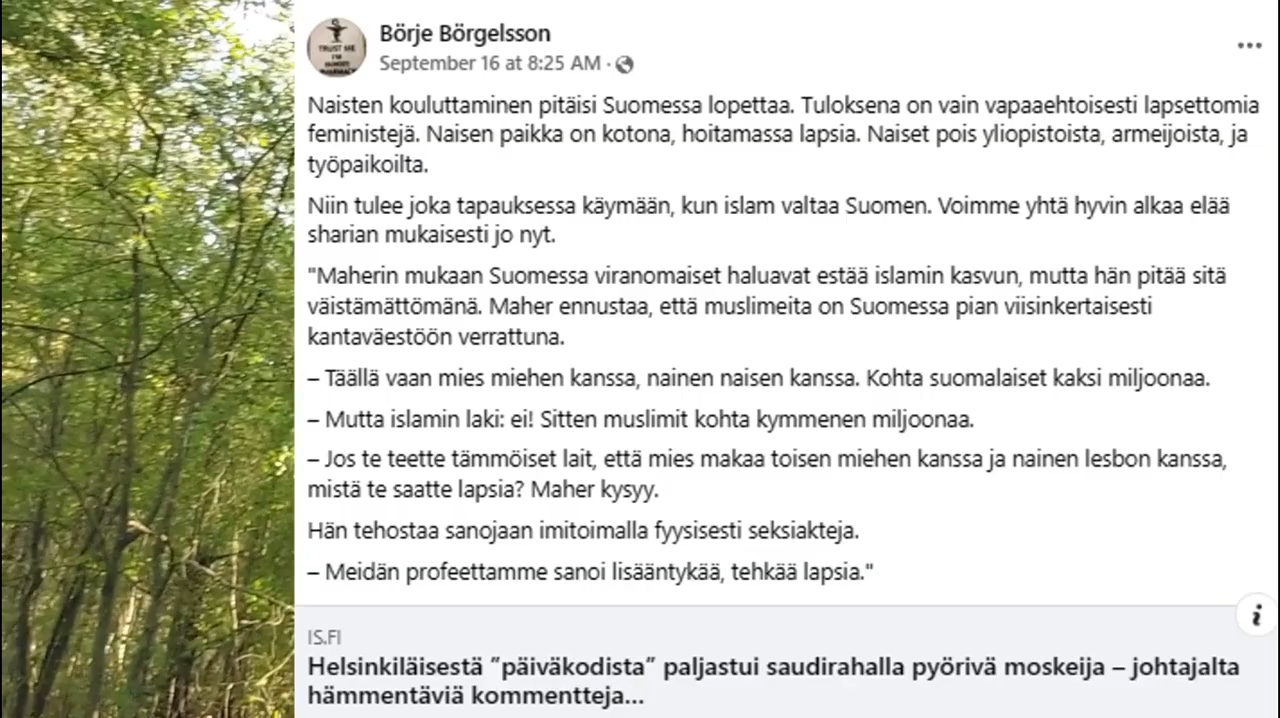 Börje Börgelsson
September 16 at 8:25 AM ·
TRUST ME
I'M
Naisten kouluttaminen pitäisi Suomessa lopettaa. Tuloksena on vain vapaaehtoisesti lapsettomia
feministejä. Naisen paikka on kotona, hoitamassa lapsia. Naiset pois yliopistoista, armeijoista, ja
työpaikoilta.
Niin tulee joka tapauksessa käymään, kun islam valtaa Suomen. Voimme yhtä hyvin alkaa elää
sharian mukaisesti jo nyt.
"Maherin mukaan Suomessa viranomaiset haluavat estää islamin kasvun, mutta hän pitää sitä
väistämättömänä. Maher ennustaa, että muslimeita on Suomessa pian viisinkertaisesti
kantaväestöön verrattuna.
– Täällä vaan mies miehen kanssa, nainen naisen kanssa. Kohta suomalaiset kaksi miljoonaa.
– Mutta islamin laki: ei! Sitten muslimit kohta kymmenen miljoonaa.
– Jos te teette tämmöiset lait, että mies makaa toisen miehen kanssa ja nainen lesbon kanssa,
mistä te saatte lapsia? Maher kysyy.
Hän tehostaa sanojaan imitoimalla fyysisesti seksiakteja.
– Meidän profeettamme sanoi lisääntykää, tehkää lapsia."
IS.FI
Helsinkiläisestä ”päiväkodista” paljastui saudirahalla pyörivä moskeija – johtajalta
hämmentäviä kommentteja...